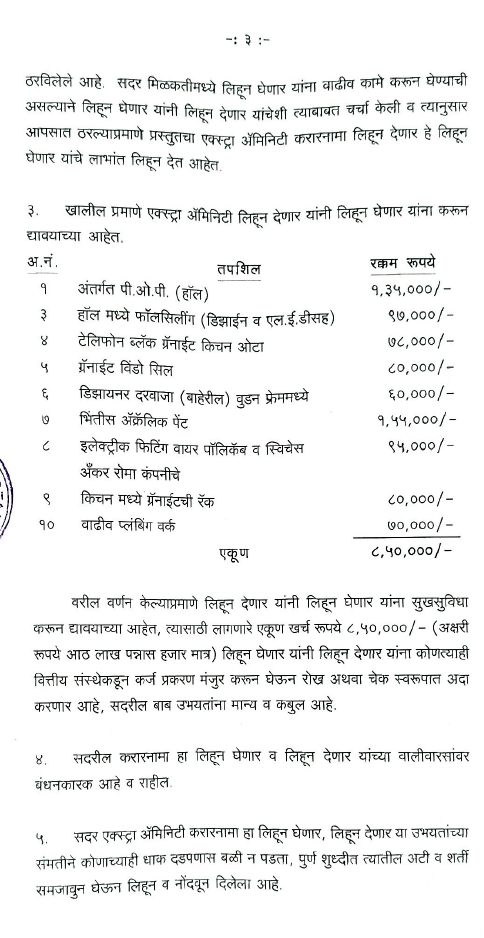 -: ३ :-
ठरविलेले आहे. सदर मिळकतीमध्ये लिहून घेणार यांना वाढीव कामे करून घेण्याची
असल्याने लिहून घेणार यांनी लिहून देणार यांचेशी त्याबाबत चर्चा केली व त्यानुसार
आपसात ठरल्याप्रमाणे प्रस्तुतचा एक्स्ट्रा ॲमिनिटी करारनामा लिहून देणार हे लिहून
घेणार यांचे लाभांत लिहून देत आहेत.
३. खालील प्रमाणे एक्स्ट्रा ॲमिनिटी लिहून देणार यांनी लिहून घेणार यांना करून
द्यावयाच्या आहेत.
अ.नं. तपशिल रक्कम रूपये
१ अंतर्गत पी.ओ.पी. (हॉल) १,३५,०००/-
३ हॉल मध्ये फॉलसिलींग (डिझाईन व एल.ई.डीसह) ९७,०००/-
४ टेलिफोन ब्लॅक ग्रॅनाईट किचन ओटा ७८,०००/-
५ ग्रॅनाईट विंडो सिल ८०,०००/-
६ डिझायनर दरवाजा (बाहेरील) वुडन फ्रेममध्ये ६०,०००/-
७ भिंतीस ॲक्रॅलिक पेंट १,५५,०००/-
८ इलेक्ट्रीक फिटिंग वायर पॉलिकॅब व स्विचेस ९५,०००/-
अँकर रोमा कंपनीचे
९ किचन मध्ये ग्रॅनाईटची रॅक ८०,०००/-
१० वाढीव प्लंबिंग वर्क ७०,०००/-
एकूण ८,५०,०००/-
वरील वर्णन केल्याप्रमाणे लिहून देणार यांनी लिहून घेणार यांना सुखसुविधा
करून द्यावयाच्या आहेत, त्यासाठी लागणारे एकूण खर्च रूपये ८,५०,०००/- (अक्षरी
रूपये आठ लाख पन्नास हजार मात्र) लिहून घेणार यांनी लिहून देणार यांना कोणत्याही
वित्तीय संस्थेकडून कर्ज प्रकरण मंजुर करून घेऊन रोख अथवा चेक स्वरूपात अदा
करणार आहे, सदरील बाब उभयतांना मान्य व कबुल आहे.
४. सदरील करारनामा हा लिहून घेणार व लिहून देणार यांच्या वालीवारसांवर
बंधनकारक आहे व राहील.
५. सदर एक्स्ट्रा ॲमिनिटी करारनामा हा लिहून घेणार, लिहून देणार या उभयतांच्या
संमतीने कोणाच्याही धाक दडपणास बळी न पडता, पुर्ण शुध्दीत त्यातील अटी व शर्ती
समजावुन घेऊन लिहून व नोंदवून दिलेला आहे.